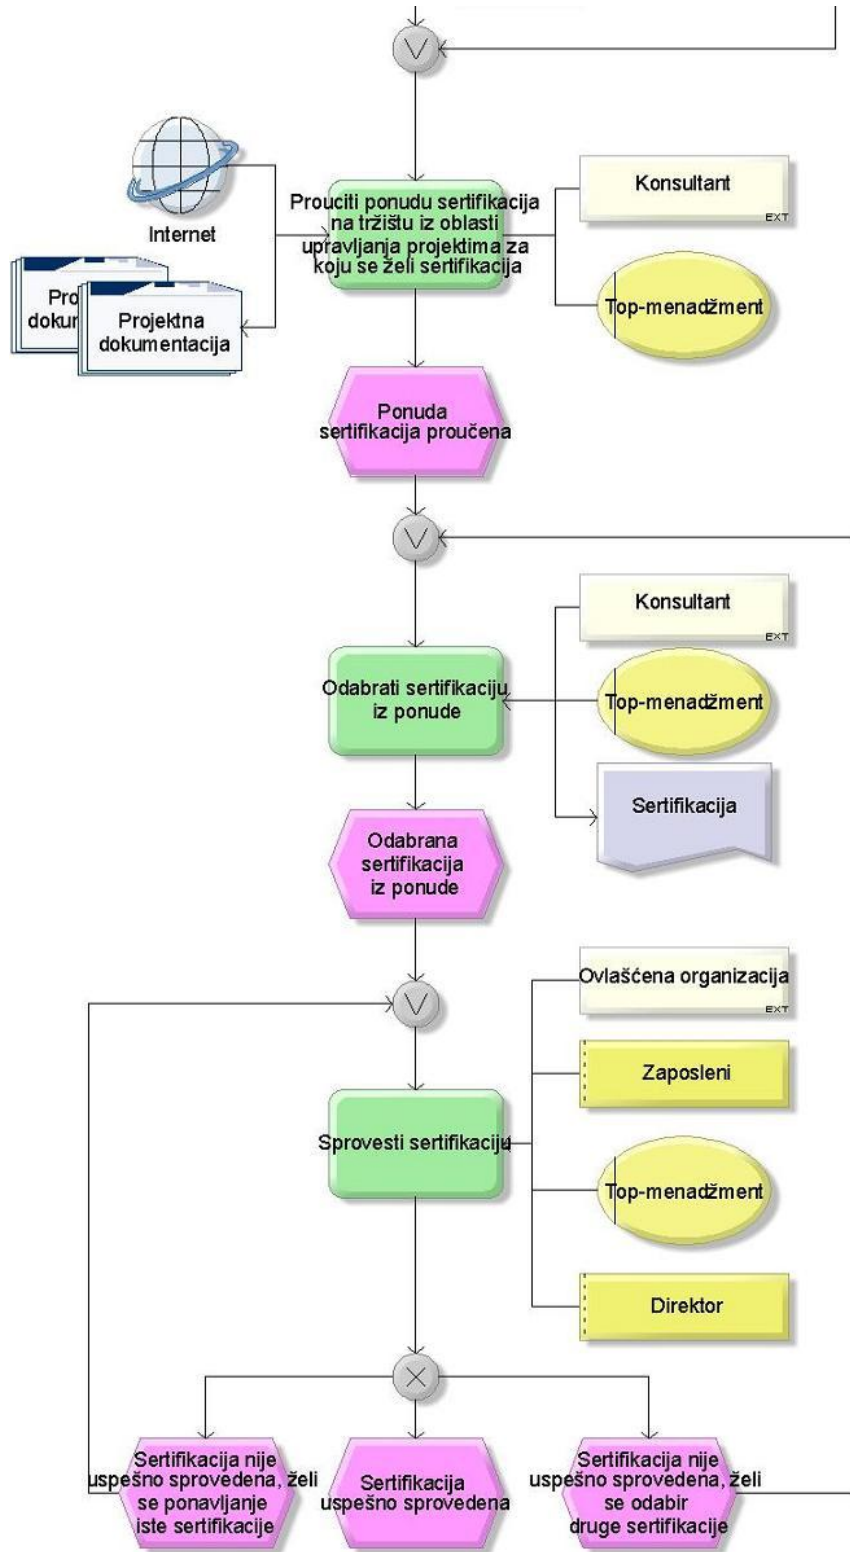 V
Internet
Prouciti ponudu sertifikacija
na tržištu iz oblasti
upravljanja projektima za
koju se želi sertifikacija
Konsultant
EXT
Top-menadžment
Projektna
dokumentacija
Ponuda
sertifikacija proučena
V
Konsultant
EXT
Odabrati sertifikaciju
iz ponude
Top-menadžment
Sertifikacija
Odabrana
sertifikacija
iz ponude
V
Ovlašćena organizacija
EXT
Zaposleni
Sprovesti sertifikaciju
Top-menadžment
Direktor
Sertifikacija nije
uspešno sprovedena, želi
se ponavljanje
iste sertifikacije
Sertifikacija
uspešno sprovedena
Sertifikacija nije
uspešno sprovedena, želi
se odabir
druge sertifikacije